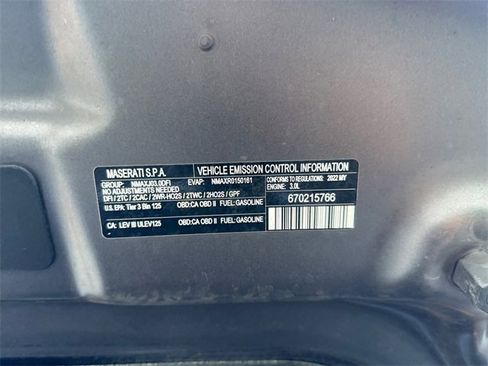 MASERATI S.P.A. VEHICLE EMISSION CONTROL INFORMATION
GROUP: NMAXJ03.0DFI EVAP: NMAXR0150161 CONFORMS TO REGULATIONS: 2022 MY
NO ADJUSTMENTS NEEDED ENGINE: 3.0L
DFI / 2TC / 2CAC / 2WR-HO2S / 2TWC / 2HO2S / GPF
U.S. EPA: Tier 3 Bin 125 OBD:CA OBD II FUEL:GASOLINE 670215766
CA: LEV III ULEV125 OBD:CA OBD II FUEL:GASOLINE